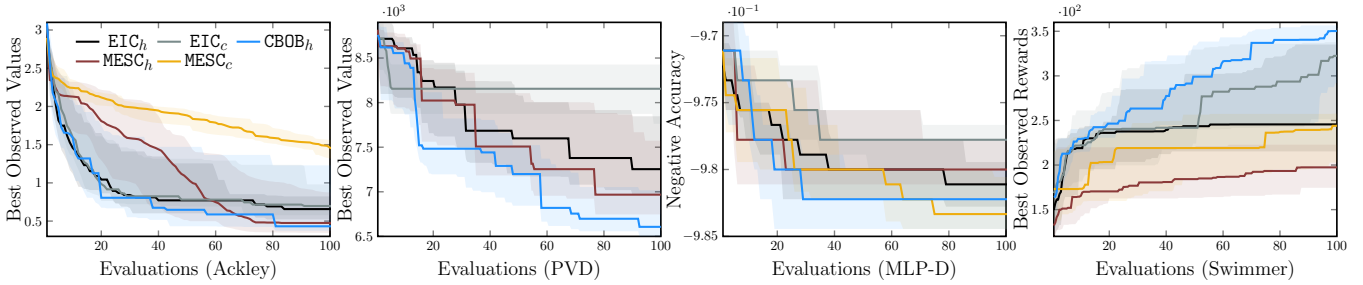 Best Observed Values
3
2.5
2
1.5
1
0.5
EIC_h EIC_c CBOB_h
MESC_h MESC_c
20 40 60 80 100
Evaluations (Ackley)
·10³
Best Observed Values
8.5
8
7.5
7
6.5
20 40 60 80 100
Evaluations (PVD)
·10⁻¹
Negative Accuracy
−9.7
−9.75
−9.8
−9.85
20 40 60 80 100
Evaluations (MLP-D)
·10²
Best Observed Rewards
3.5
3
2.5
2
1.5
20 40 60 80 100
Evaluations (Swimmer)